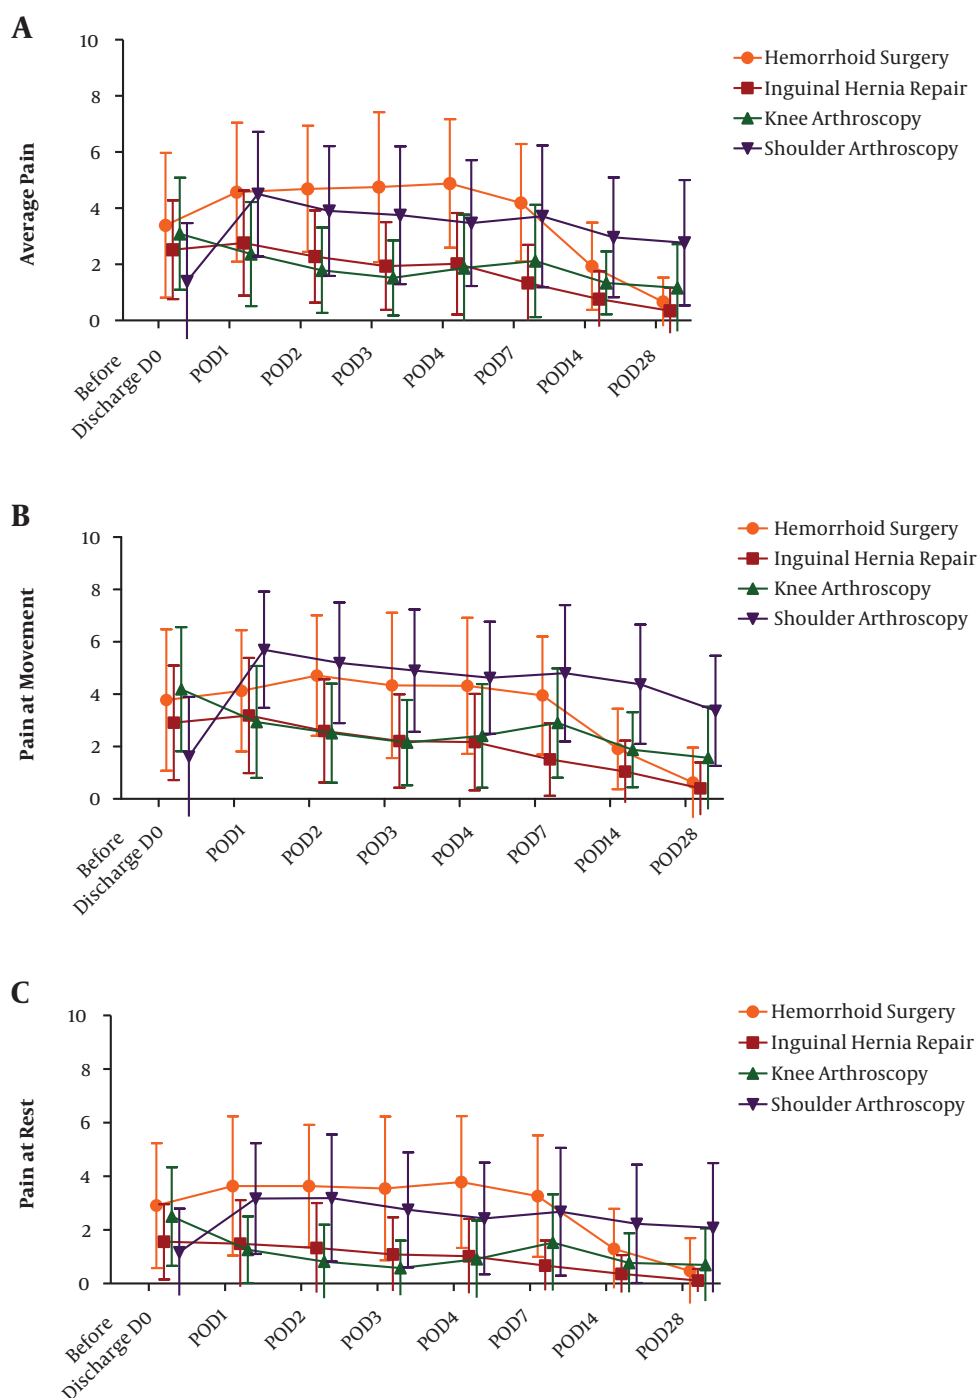 A
10
8
6
4
2
0
Average Pain
Hemorrhoid Surgery
Inguinal Hernia Repair
Knee Arthroscopy
Shoulder Arthroscopy
Before
Discharge D0
POD1
POD2
POD3
POD4
POD7
POD14
POD28
B
10
8
6
4
2
0
Pain at Movement
Hemorrhoid Surgery
Inguinal Hernia Repair
Knee Arthroscopy
Shoulder Arthroscopy
Before
Discharge D0
POD1
POD2
POD3
POD4
POD7
POD14
POD28
C
10
8
6
4
2
0
Pain at Rest
Hemorrhoid Surgery
Inguinal Hernia Repair
Knee Arthroscopy
Shoulder Arthroscopy
Before
Discharge D0
POD1
POD2
POD3
POD4
POD7
POD14
POD28